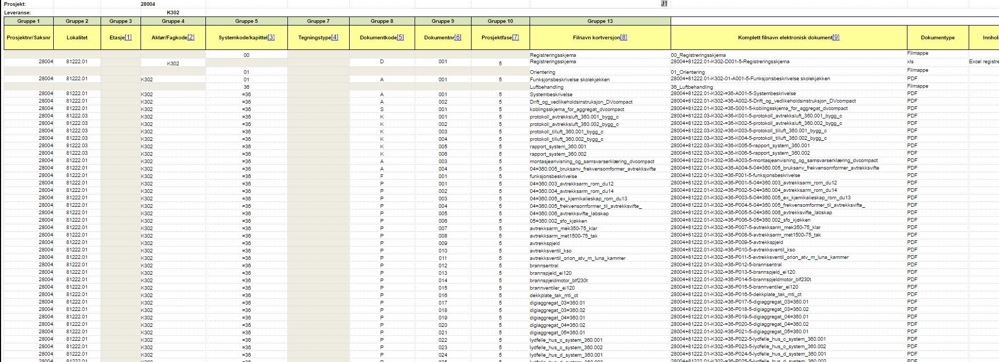 Prosjekt: 28004 J1
Leveranse: K302
Gruppe 1 Gruppe 2 Gruppe 3 Gruppe 4 Gruppe 5 Gruppe 7 Gruppe 8 Gruppe 9 Gruppe 10 Gruppe 13
Prosjektnr/Saksnr Lokalitet Etasje[1] Aktør/Fagkode[2] Systemkode/kapittel[3] Tegningstype[4] Dokumentkode[5] Dokumentnr[6] Prosjektfase[7] Filnavn kortversjon[8] Komplett filnavn elektronisk dokument[9] Dokumentype
00 Registreringsskjema 00_Registreringsskjema Filmappe
28004 81222.01 K302 D 001 5 Registreringsskjema 28004+81222.01-K302-D001-5-Registreringsskjema xls Excel
01 Orientering 01_Orientering Filmappe
28004 81222.01 K302 01 A 001 5 Funksjonsbeskrivelse skolekjøkken 28004+81222.01-K302-01-A001-5-Funksjonsbeskrivelse skolekjøkken PDF
36 Luftbehandling 36_Luftbehandling Filmappe
28004 81222.01 K302 =36 A 001 5 Systembeskrivelse 28004+81222.01-K302-=36-A001-5-Systembeskrivelse PDF
28004 81222.01 K302 =36 A 002 5 Drift_og_vedlikeholdsinstruksjon_DVcompact 28004+81222.01-K302-=36-A002-5-Drift_og_vedlikeholdsinstruksjon_DVcompact PDF
28004 81222.01 K302 =36 S 001 5 koblingsskjema_for_aggregat_dvcompact 28004+81222.01-K302-=36-S001-5-koblingsskjema_for_aggregat_dvcompact PDF
28004 81222.03 K302 =36 K 001 5 protokoll_avtrekksluft_360.001_bygg_c 28004+81222.03-K302-=36-K001-5-protokoll_avtrekksluft_360.001_bygg_c PDF
28004 81222.03 K302 =36 K 002 5 protokoll_avtrekksluft_360.002_bygg_c 28004+81222.03-K302-=36-K002-5-protokoll_avtrekksluft_360.002_bygg_c PDF
28004 81222.03 K302 =36 K 003 5 protokoll_tilluft_360.001_bygg_c 28004+81222.03-K302-=36-K003-5-protokoll_tilluft_360.001_bygg_c PDF
28004 81222.03 K302 =36 K 004 5 protokoll_tilluft_360.002_bygg_c 28004+81222.03-K302-=36-K004-5-protokoll_tilluft_360.002_bygg_c PDF
28004 81222.03 K302 =36 K 005 5 rapport_system_360.001 28004+81222.03-K302-=36-K005-5-rapport_system_360.001 PDF
28004 81222.03 K302 =36 K 006 5 rapport_system_360.002 28004+81222.03-K302-=36-K006-5-rapport_system_360.002 PDF
28004 81222.01 K302 =36 A 003 5 montasjeanvisning_og_samsvarserklæring_dvcompact 28004+81222.01-K302-=36-A003-5-montasjeanvisning_og_samsvarserklæring_dvcompact PDF
28004 81222.01 K302 =36 A 004 5 04=360.005_bruksanv_frekvensomformer_avtrekksvifte 28004+81222.01-K302-=36-A004-5-04=360.005_bruksanv_frekvensomformer_avtrekksvifte PDF
28004 81222.01 K302 =36 F 001 5 funksjonsbeskrivelse 28004+81222.01-K302-=36-F001-5-funksjonsbeskrivelse PDF
28004 81222.01 K302 =36 P 001 5 04=360.003_avtrekksarm_rom_du12 28004+81222.01-K302-=36-P001-5-04=360.003_avtrekksarm_rom_du12 PDF
28004 81222.01 K302 =36 P 002 5 04=360.004_avtrekksarm_rom_du14 28004+81222.01-K302-=36-P002-5-04=360.004_avtrekksarm_rom_du14 PDF
28004 81222.01 K302 =36 P 003 5 04=360.005_ex_kjemikalieskap_rom_du13 28004+81222.01-K302-=36-P003-5-04=360.005_ex_kjemikalieskap_rom_du13 PDF
28004 81222.01 K302 =36 P 004 5 04=360.005_frekvensomformer_til_avtrekksvifte_ 28004+81222.01-K302-=36-P004-5-04=360.005_frekvensomformer_til_avtrekksvifte_ PDF
28004 81222.01 K302 =36 P 005 5 04=360.006_avtrekksvifte_labskap 28004+81222.01-K302-=36-P005-5-04=360.006_avtrekksvifte_labskap PDF
28004 81222.01 K302 =36 P 006 5 05=360.002_sfo_kjøkken 28004+81222.01-K302-=36-P006-5-05=360.002_sfo_kjøkken PDF
28004 81222.01 K302 =36 P 007 5 avtrekksarm_mek350-75_klar 28004+81222.01-K302-=36-P007-5-avtrekksarm_mek350-75_klar PDF
28004 81222.01 K302 =36 P 008 5 avtrekksarm_met1500-75_tak 28004+81222.01-K302-=36-P008-5-avtrekksarm_met1500-75_tak PDF
28004 81222.01 K302 =36 P 009 5 avtrekkspjeld 28004+81222.01-K302-=36-P009-5-avtrekkspjeld PDF
28004 81222.01 K302 =36 P 010 5 avtrekksventil_kso 28004+81222.01-K302-=36-P010-5-avtrekksventil_kso PDF
28004 81222.01 K302 =36 P 011 5 avtrekksventil_orion_atv_m_luna_kammer 28004+81222.01-K302-=36-P011-5-avtrekksventil_orion_atv_m_luna_kammer PDF
28004 81222.01 K302 =36 P 012 5 brannsentral 28004+81222.01-K302-=36-P012-5-brannsentral PDF
28004 81222.01 K302 =36 P 013 5 brannspjeld_ei120 28004+81222.01-K302-=36-P013-5-brannspjeld_ei120 PDF
28004 81222.01 K302 =36 P 014 5 brannspjeldmotor_blf230t 28004+81222.01-K302-=36-P014-5-brannspjeldmotor_blf230t PDF
28004 81222.01 K302 =36 P 015 5 brannventiler_ei120 28004+81222.01-K302-=36-P015-5-brannventiler_ei120 PDF
28004 81222.01 K302 =36 P 016 5 dekkplate_tak_mti_ct 28004+81222.01-K302-=36-P016-5-dekkplate_tak_mti_ct PDF
28004 81222.01 K302 =36 P 017 5 digiaggregat_03=360.01 28004+81222.01-K302-=36-P017-5-digiaggregat_03=360.01 PDF
28004 81222.01 K302 =36 P 018 5 digiaggregat_03=360.02 28004+81222.01-K302-=36-P018-5-digiaggregat_03=360.02 PDF
28004 81222.01 K302 =36 P 019 5 digiaggregat_04=360.01 28004+81222.01-K302-=36-P019-5-digiaggregat_04=360.01 PDF
28004 81222.01 K302 =36 P 020 5 digiaggregat_04=360.02 28004+81222.01-K302-=36-P020-5-digiaggregat_04=360.02 PDF
28004 81222.01 K302 =36 P 021 5 digiaggregat_05=360.01 28004+81222.01-K302-=36-P021-5-digiaggregat_05=360.01 PDF
28004 81222.01 K302 =36 P 022 5 lydfelle_hus_c_system_360.001 28004+81222.01-K302-=36-P022-5-lydfelle_hus_c_system_360.001 PDF
28004 81222.01 K302 =36 P 023 5 lydfelle_hus_c_system_360.002 28004+81222.01-K302-=36-P023-5-lydfelle_hus_c_system_360.002 PDF
28004 81222.01 K302 =36 P 024 5 lydfelle_hus_d_system_360.001 28004+81222.01-K302-=36-P024-5-lydfelle_hus_d_system_360.001 PDF
28004 81222.01 K302 =36 P 025 5 lydfelle_hus_d_system_360.002 28004+81222.01-K302-=36-P025-5-lydfelle_hus_d_system_360.002 PDF